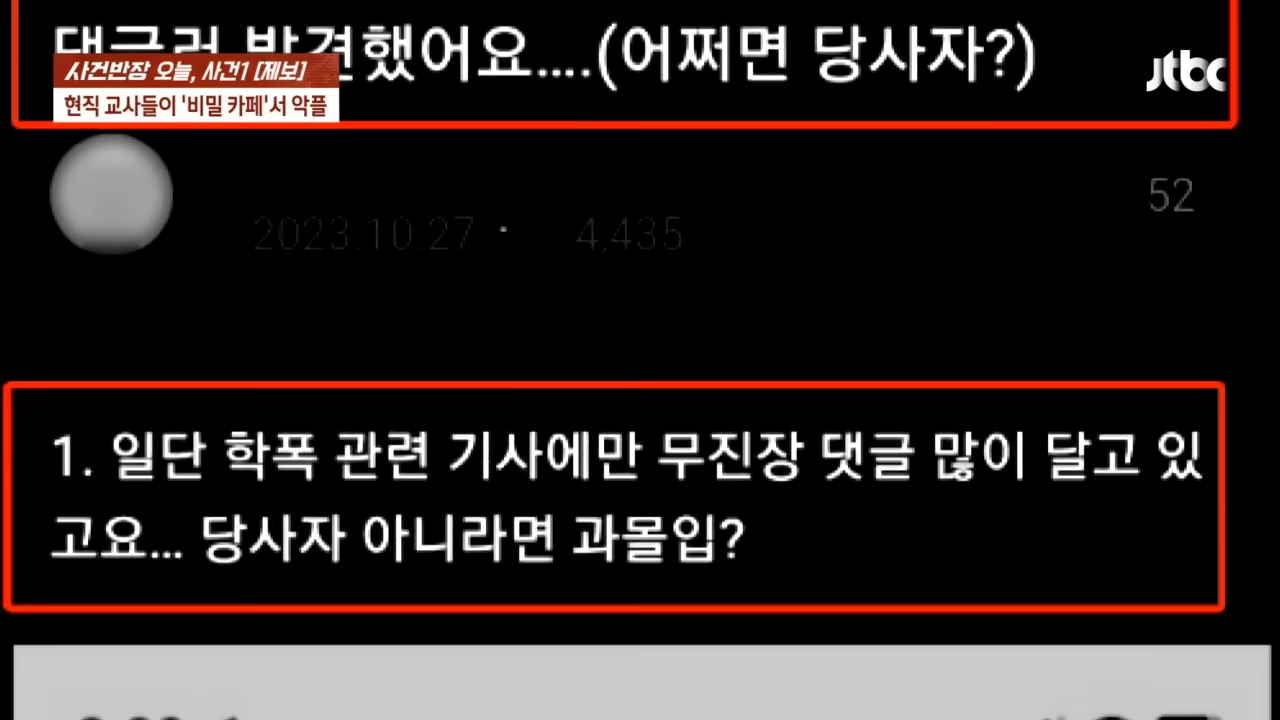 댓글러 발견했어요....(어쩌면 당사자?)
jtbc
사건반장 오늘, 사건1 [제보]
현직 교사들이 '비밀 카페'서 악플
52
2023.10.27 · 4,435
1. 일단 학폭 관련 기사에만 무진장 댓글 많이 달고 있
고요... 당사자 아니라면 과몰입?